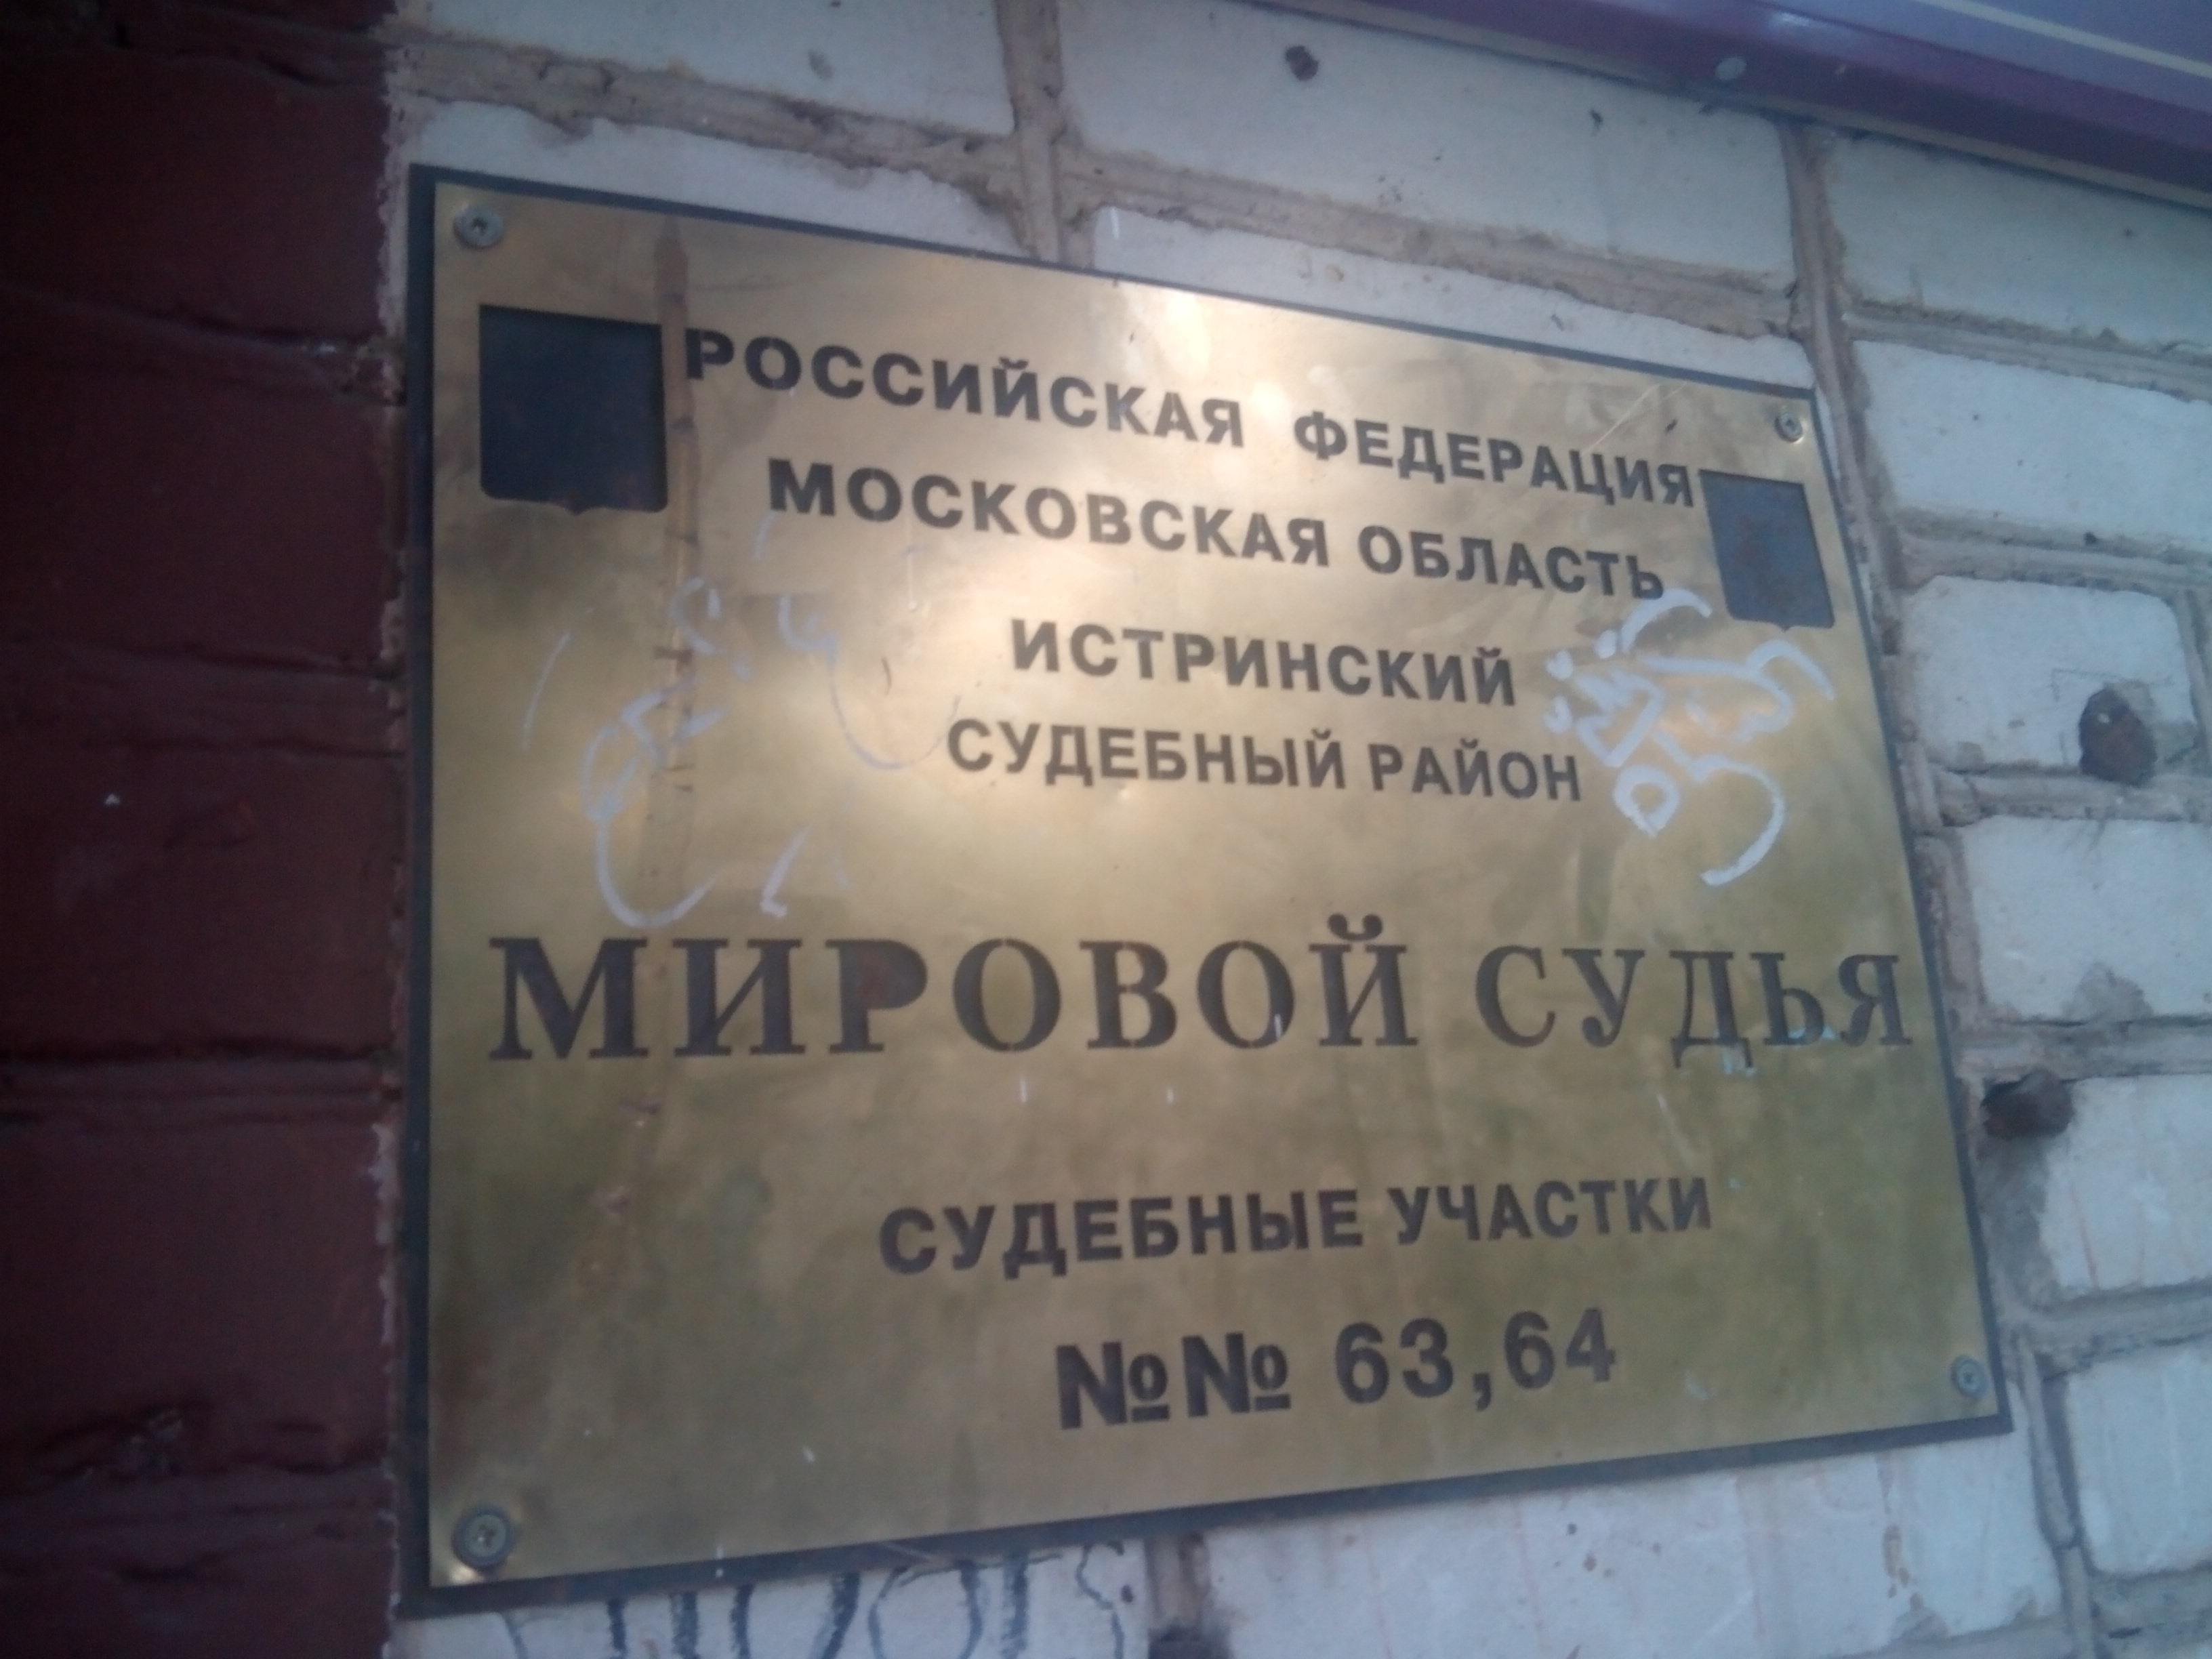 РОССИЙСКАЯ ФЕДЕРАЦИЯ
МОСКОВСКАЯ ОБЛАСТЬ
ИСТРИНСКИЙ
СУДЕБНЫЙ РАЙОН
МИРОВОЙ СУДЬЯ
СУДЕБНЫЕ УЧАСТКИ
№№ 63,64